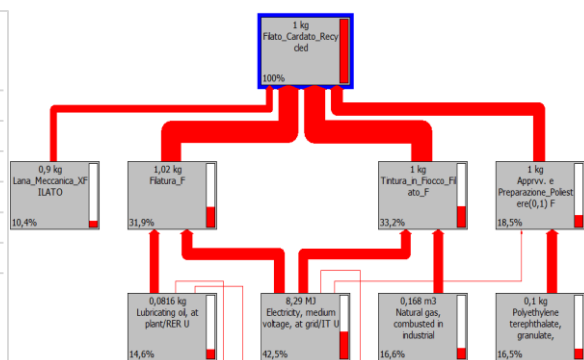 1 kg
Filato_Cardato_Recy
cled
100%
0,9 kg
Lana_Meccanica_XF
ILATO
10,4%
1,02 kg
Filatura_F
31,9%
1 kg
Tintura_in_Fiocco_Fil
ato_F
33,2%
1 kg
Apprvv. e
Preparazione_Poliest
ere(0,1) F
18,5%
0,0816 kg
Lubricating oil, at
plant/RER U
14,6%
8,29 MJ
Electricity, medium
voltage, at grid/IT U
42,5%
0,168 m3
Natural gas,
combusted in
industrial
16,6%
0,1 kg
Polyethylene
terephthalate,
granulate,
16,5%